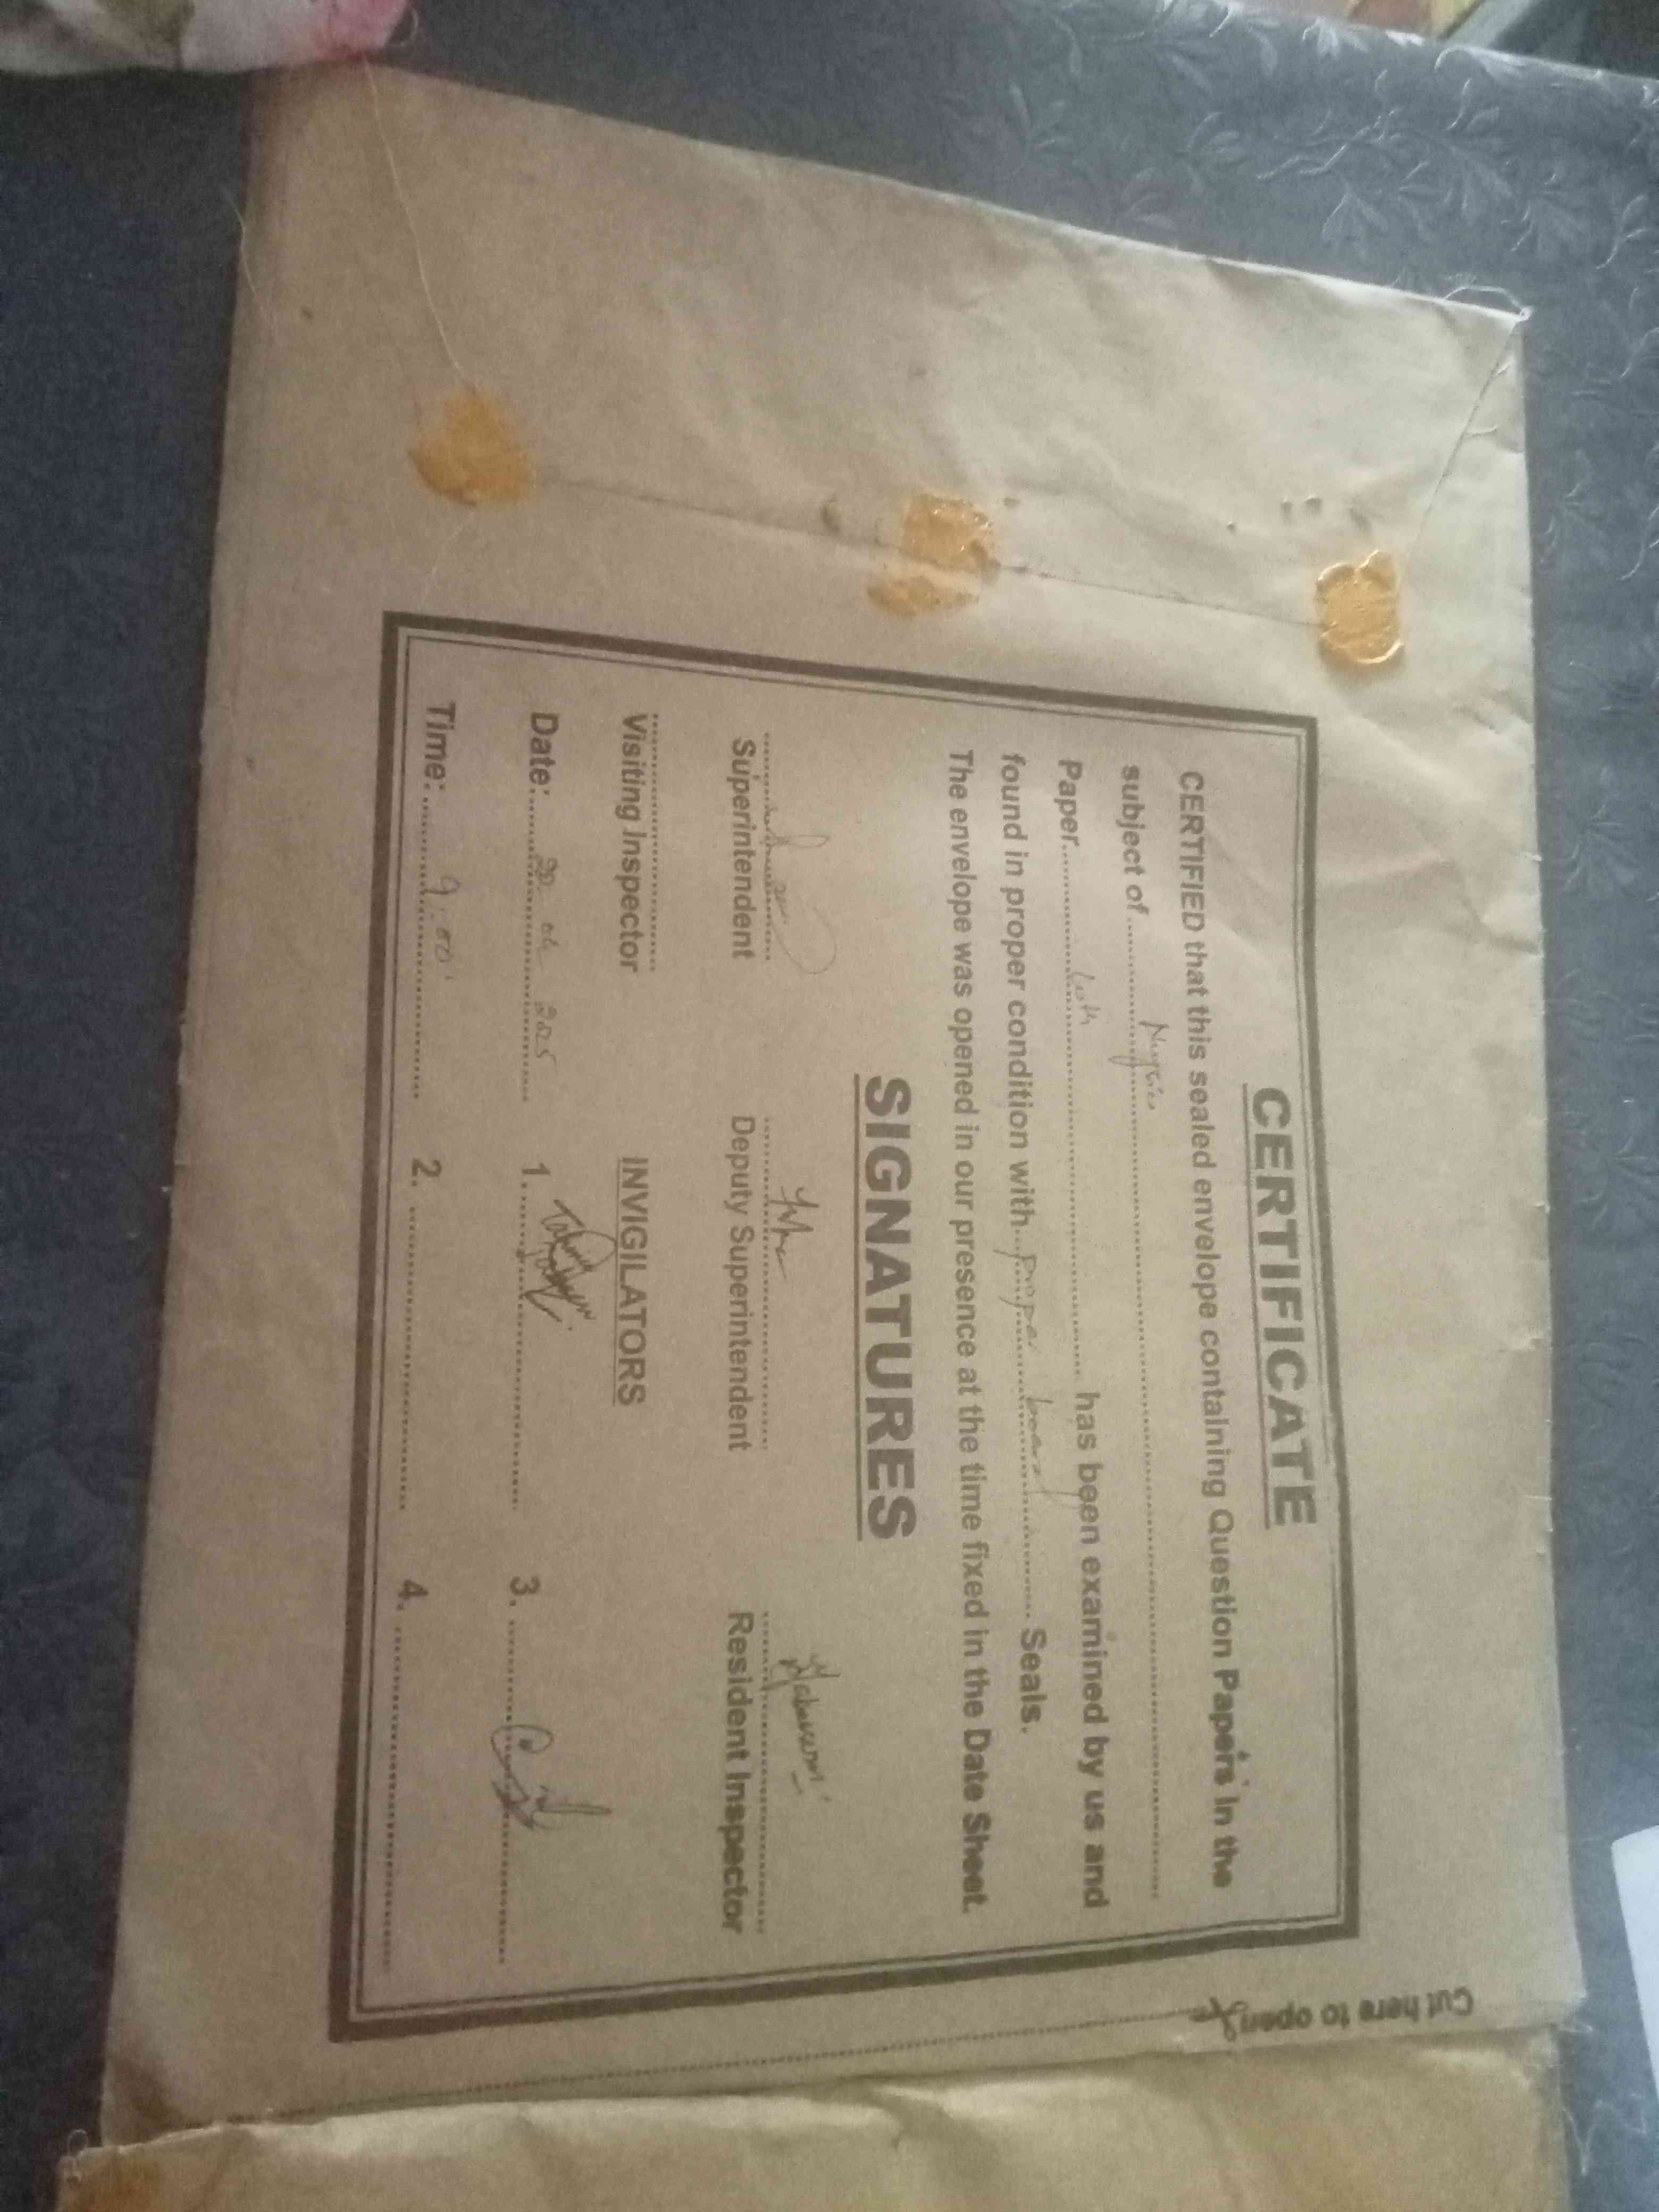 CERTIFICATE
CERTIFIED that this sealed envelope containing Question Papers In the
subject of ..........
Paper.......... has been examined by us and
found in proper condition with..proper.......... Seals.
The envelope was opened in our presence at the time fixed in the Date Sheet.
SIGNATURES
Superintendent Deputy Superintendent Resident Inspector
Visiting Inspector INVIGILATORS
Date:.......... 1. .......... 3. ..........
Time:..........9:00.......... 2. .......... 4. ..........
Cut here to open